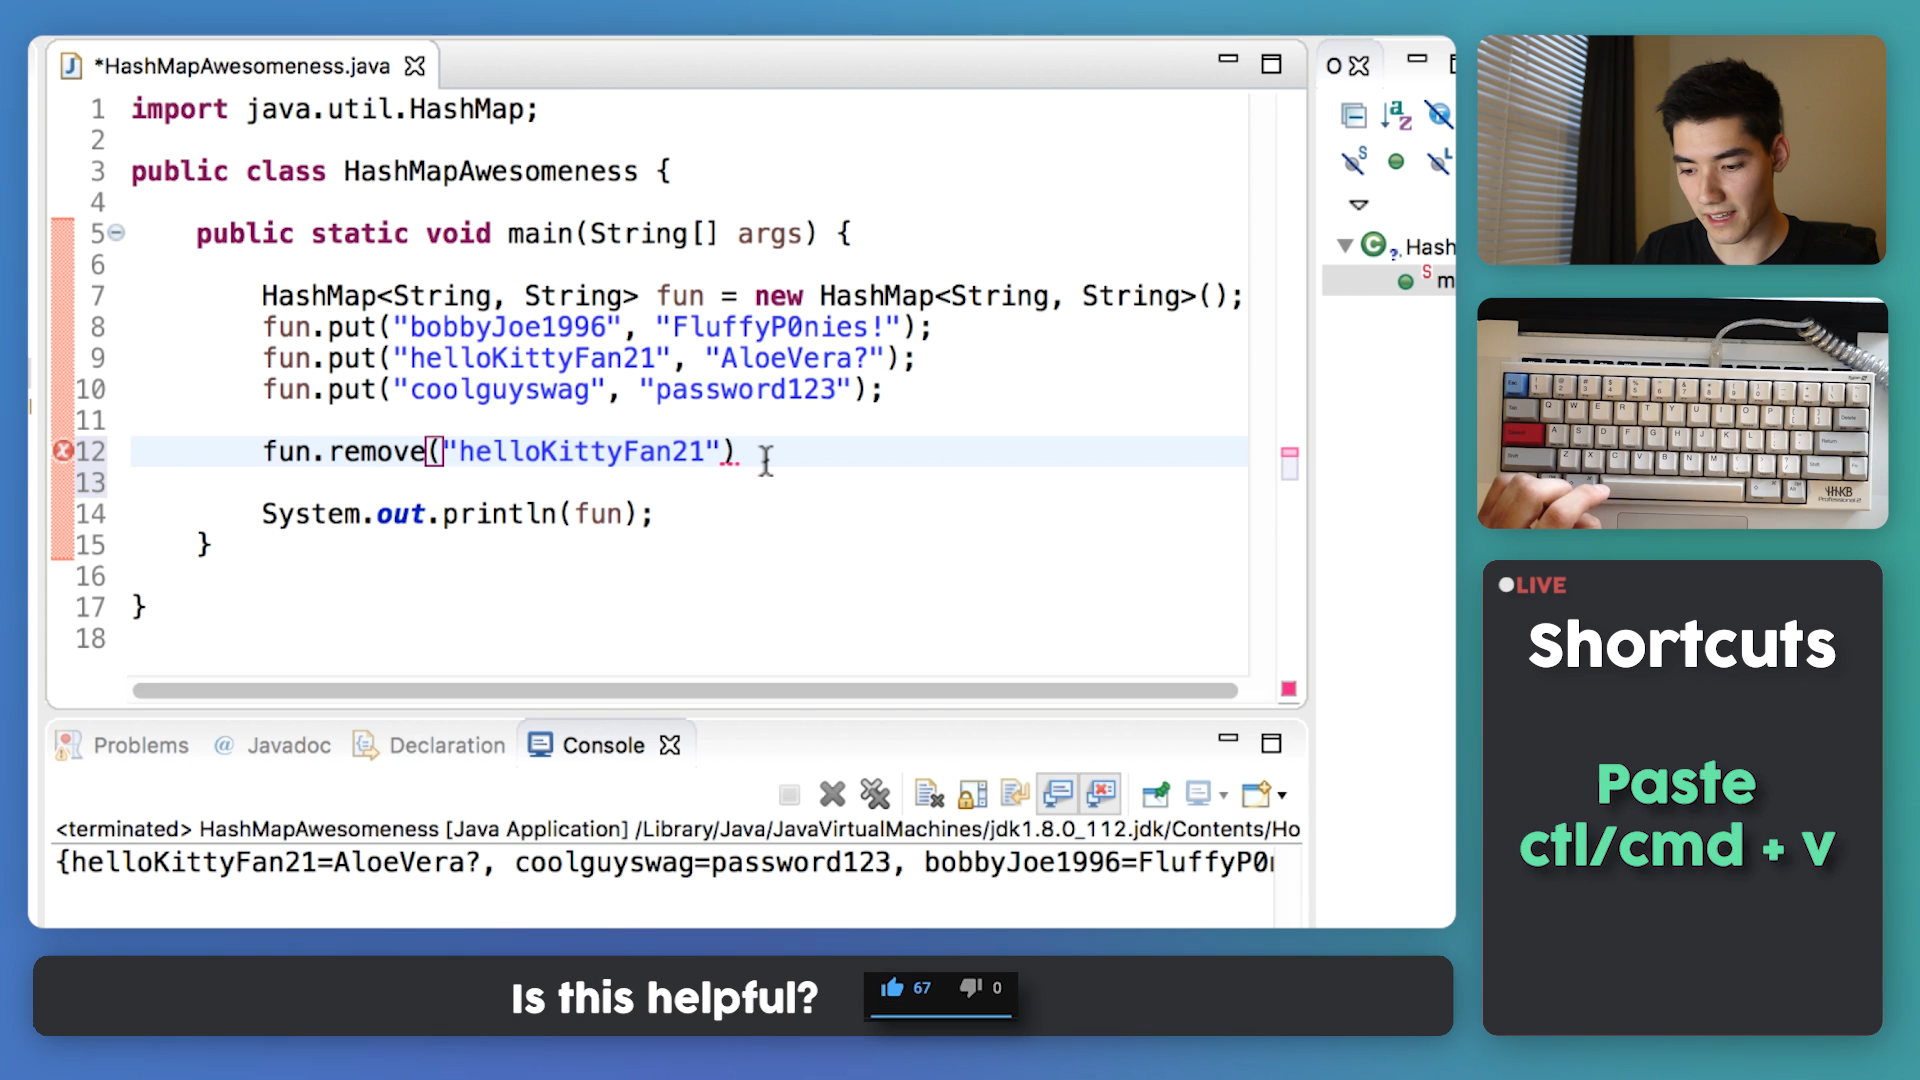 *HashMapAwesomeness.java
1 import java.util.HashMap;
2
3 public class HashMapAwesomeness {
4
5 public static void main(String[] args) {
6
7 HashMap<String, String> fun = new HashMap<String, String>();
8 fun.put("bobbyJoe1996", "FluffyP0nies!");
9 fun.put("helloKittyFan21", "AloeVera?");
10 fun.put("coolguyswag", "password123");
11
12 fun.remove("helloKittyFan21")
13
14 System.out.println(fun);
15 }
16
17 }
18
Hash
m
Problems @ Javadoc Declaration Console
<terminated> HashMapAwesomeness [Java Application] /Library/Java/JavaVirtualMachines/jdk1.8.0_112.jdk/Contents/Ho
{helloKittyFan21=AloeVera?, coolguyswag=password123, bobbyJoe1996=FluffyP0
Is this helpful? 67 0
HHKB
LIVE
Shortcuts
Paste
ctl/cmd + v